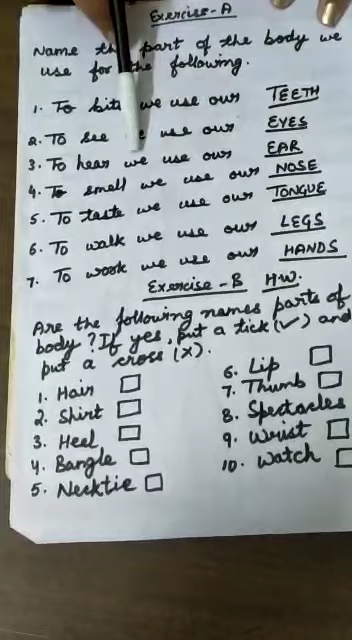 Exercise-A
Name the part of the body we
use for the following.
1. To bite we use our TEETH
2. To see use our EYES
3. To hear we use our EAR
4. To smell we use our NOSE
5. To taste we use our TONGUE
6. To walk we use our LEGS
7. To work we use our HANDS
Exercise-B H.W.
Are the following names parts of
body? If yes, put a tick (✓) and
put a cross (X).
1. Hair
2. Shirt
3. Heel
4. Bangle
5. Necktie
6. Lip
7. Thumb
8. Spectacles
9. Wrist
10. Watch